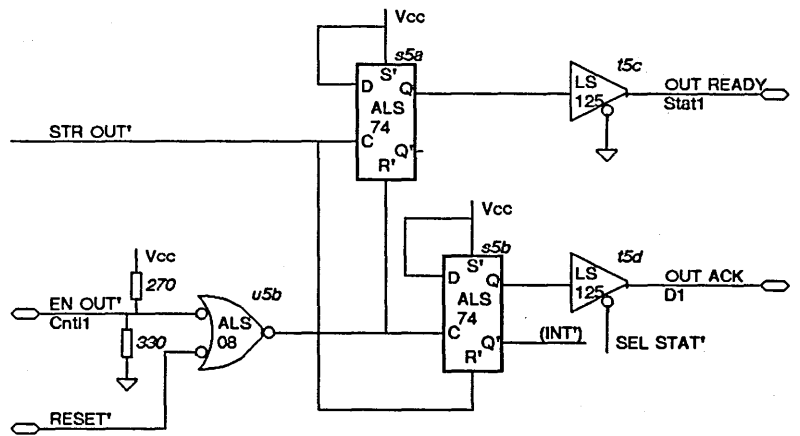 Vcc
s5a
S'
D
Q
ALS
74
C
Q'
R'
t5c
LS
125
OUT READY
Stat1
STR OUT'
Vcc
s5b
S'
D
Q
ALS
74
C
Q'
R'
(INT')
t5d
LS
125
OUT ACK
D1
SEL STAT'
Vcc
270
u5b
EN OUT'
Cntl1
ALS
08
330
RESET'